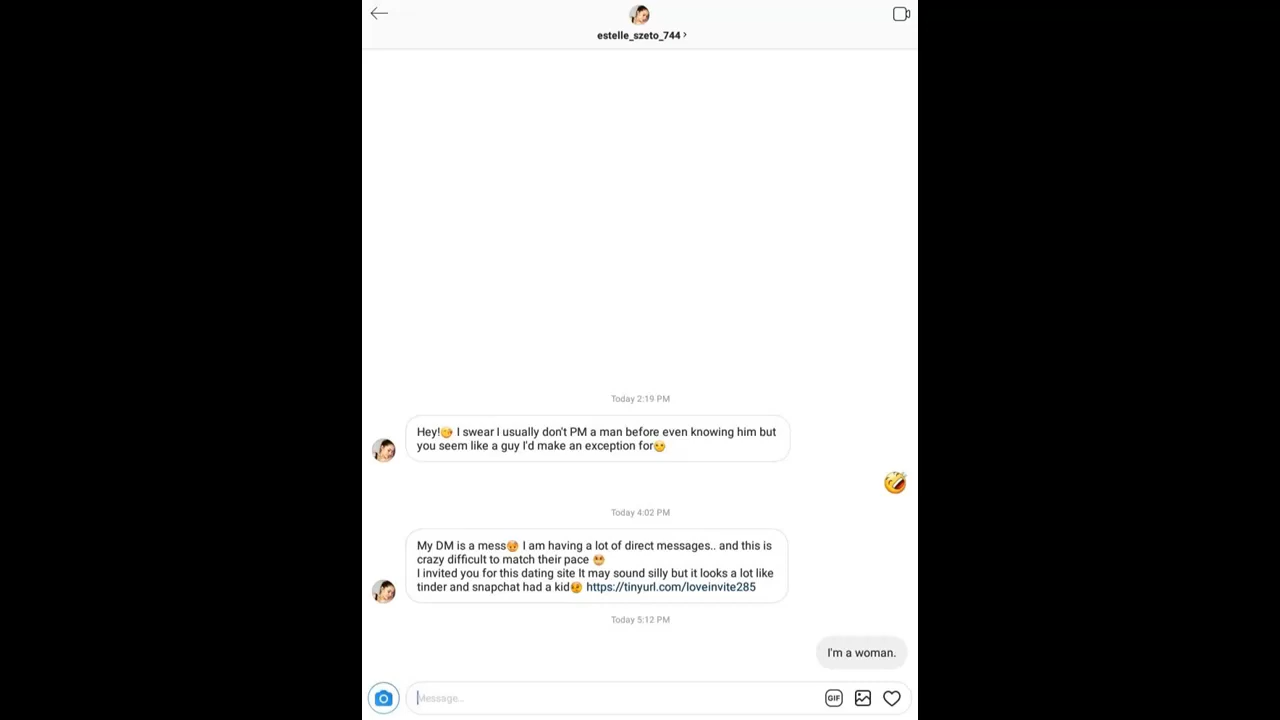 estelle_szeto_744 ›
Today 2:19 PM
Hey!😏 I swear I usually don't PM a man before even knowing him but
you seem like a guy I'd make an exception for😏
🤣
Today 4:02 PM
My DM is a mess😡 I am having a lot of direct messages.. and this is
crazy difficult to match their pace 😬
I invited you for this dating site It may sound silly but it looks a lot like
tinder and snapchat had a kid😡 https://tinyurl.com/loveinvite285
Today 5:12 PM
I'm a woman.
Message...
GIF